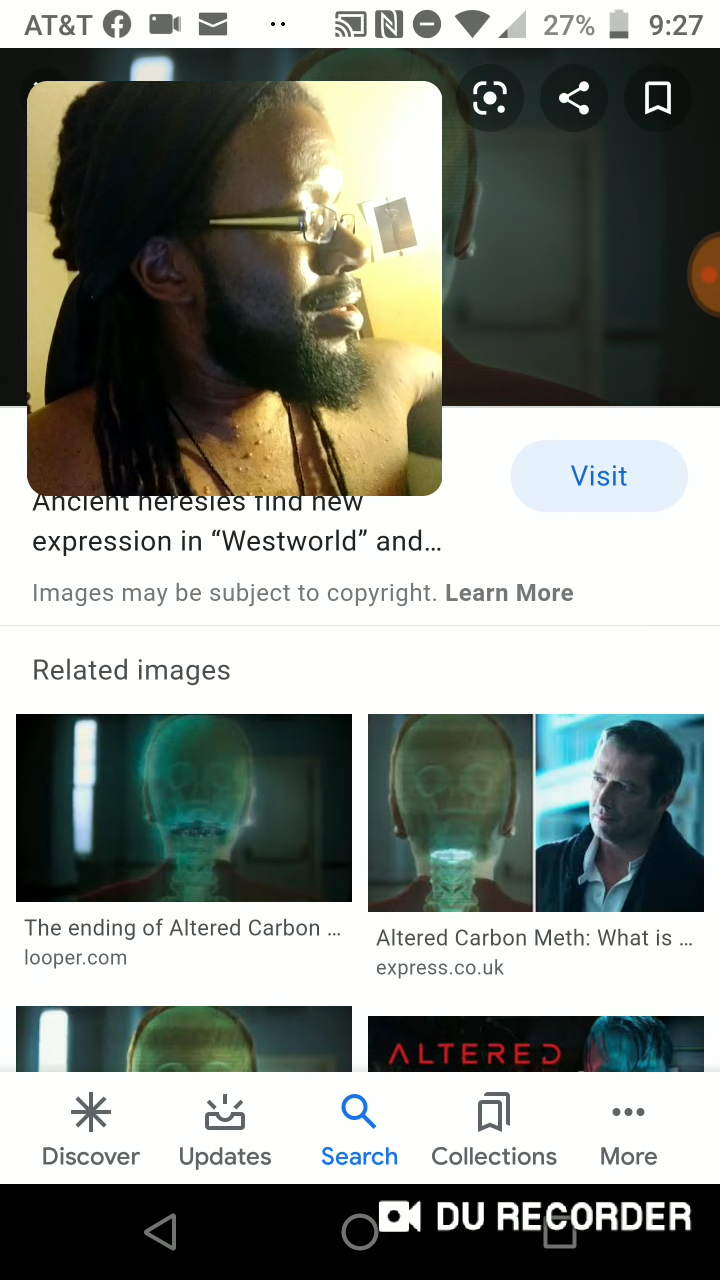 AT&T 27% 9:27
Ancient heresies find new
expression in “Westworld” and…
Visit
Images may be subject to copyright. Learn More
Related images
The ending of Altered Carbon ...
looper.com
Altered Carbon Meth: What is ...
express.co.uk
ALTERED
Discover Updates Search Collections More
DU RECORDER